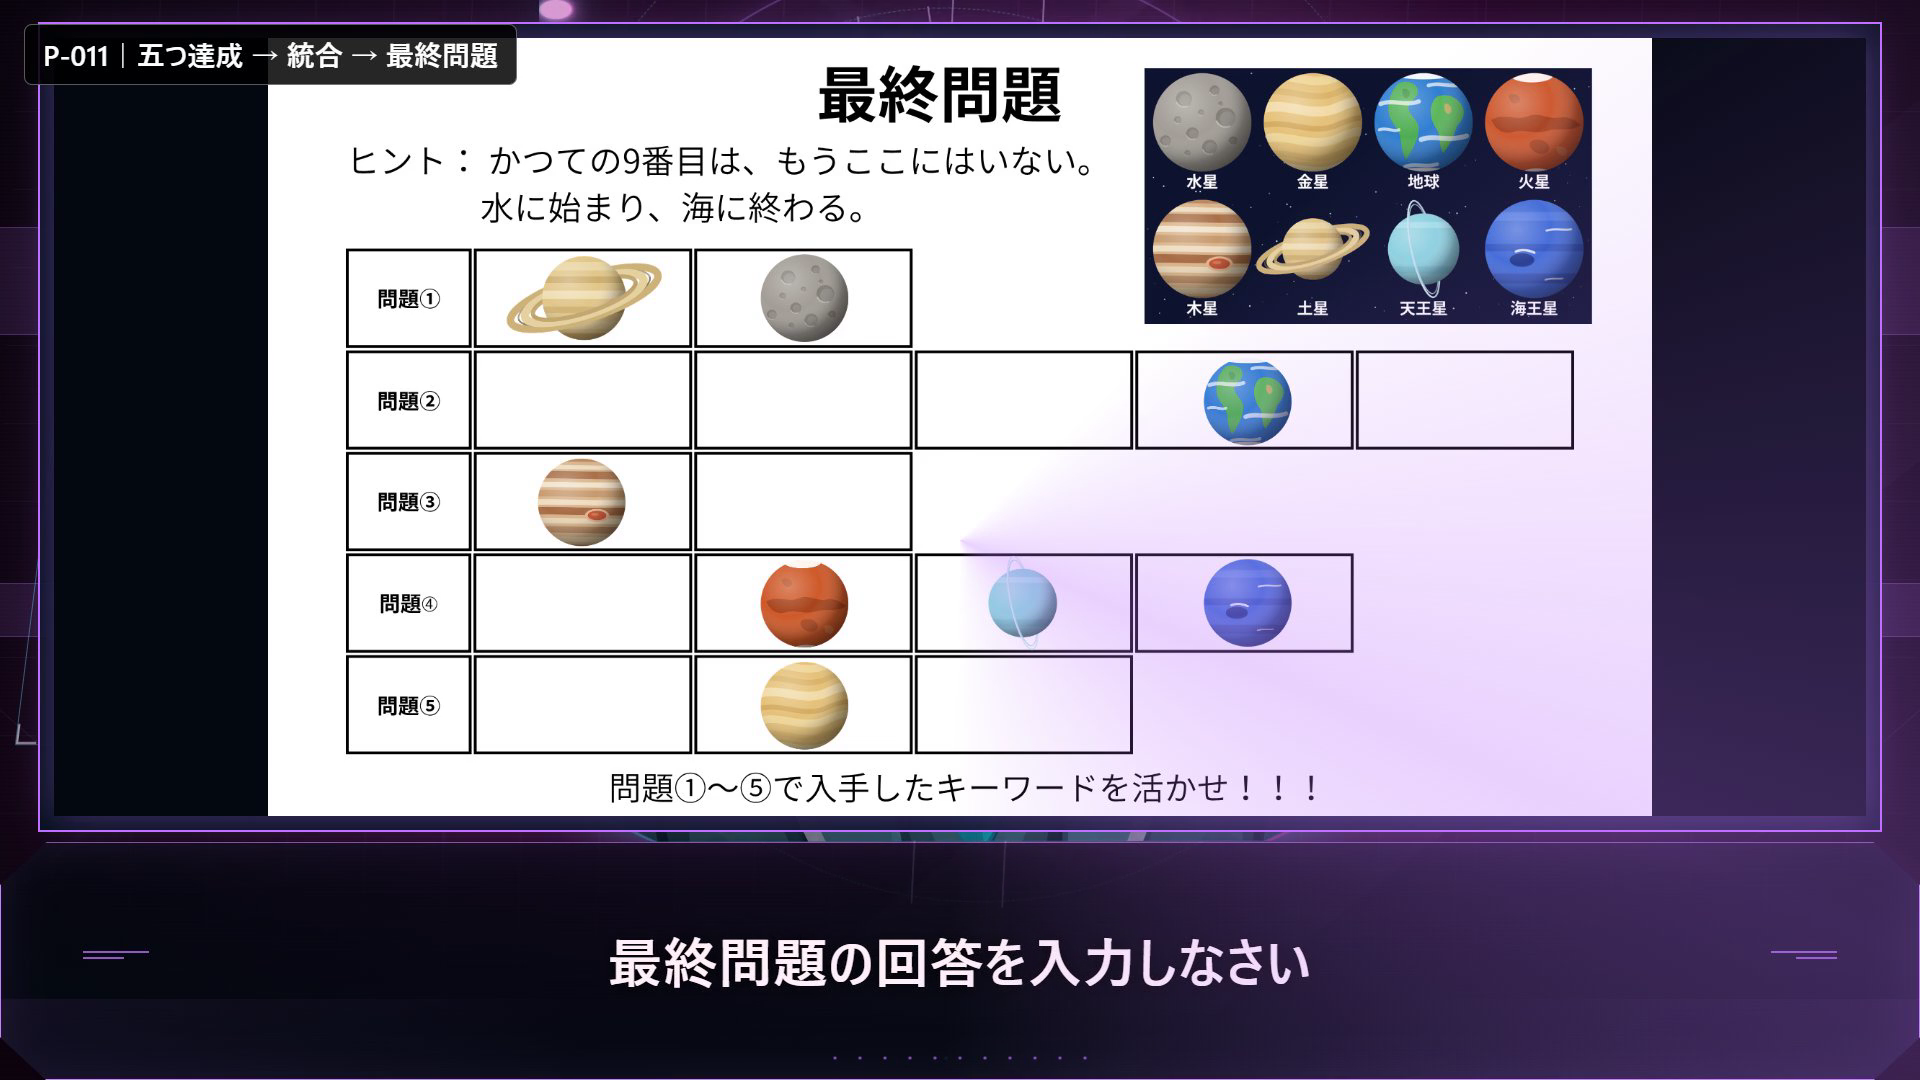 P-011｜五つ達成 → 統合 → 最終問題
最終問題
ヒント： かつての9番目は、もうここにはいない。
水に始まり、海に終わる。
水星 金星 地球 火星
木星 土星 天王星 海王星
問題①
問題②
問題③
問題④
問題⑤
問題①～⑤で入手したキーワードを活かせ！！！
最終問題の回答を入力しなさい